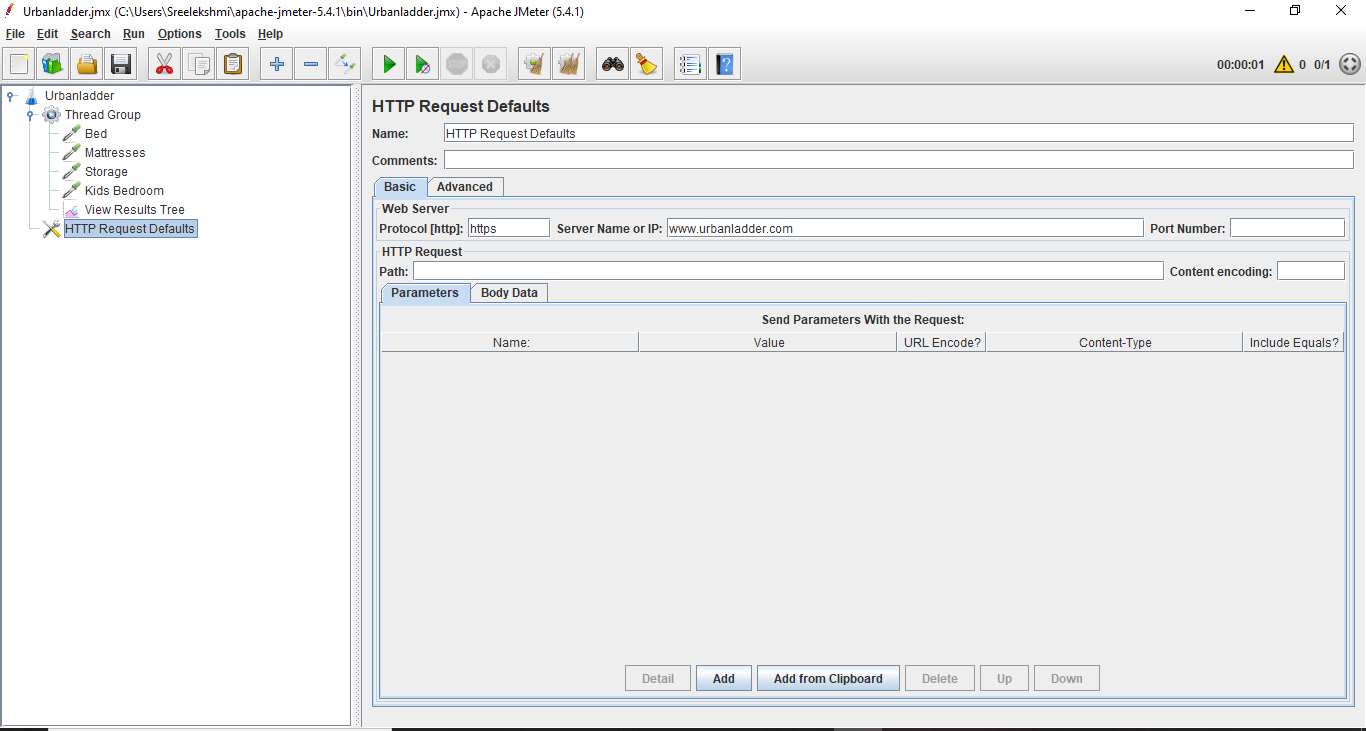 Urbanladder.jmx (C:\Users\Sreelekshmi\apache-jmeter-5.4.1\bin\Urbanladder.jmx) - Apache JMeter (5.4.1)
File Edit Search Run Options Tools Help
STOP 00:00:01 0 0/1
Urbanladder
Thread Group
Bed
Mattresses
Storage
Kids Bedroom
View Results Tree
HTTP Request Defaults
HTTP Request Defaults
Name: HTTP Request Defaults
Comments:
Basic Advanced
Web Server
Protocol [http]: https Server Name or IP: www.urbanladder.com Port Number:
HTTP Request
Path: Content encoding:
Parameters Body Data
Send Parameters With the Request:
Name: Value URL Encode? Content-Type Include Equals?
Detail Add Add from Clipboard Delete Up Down